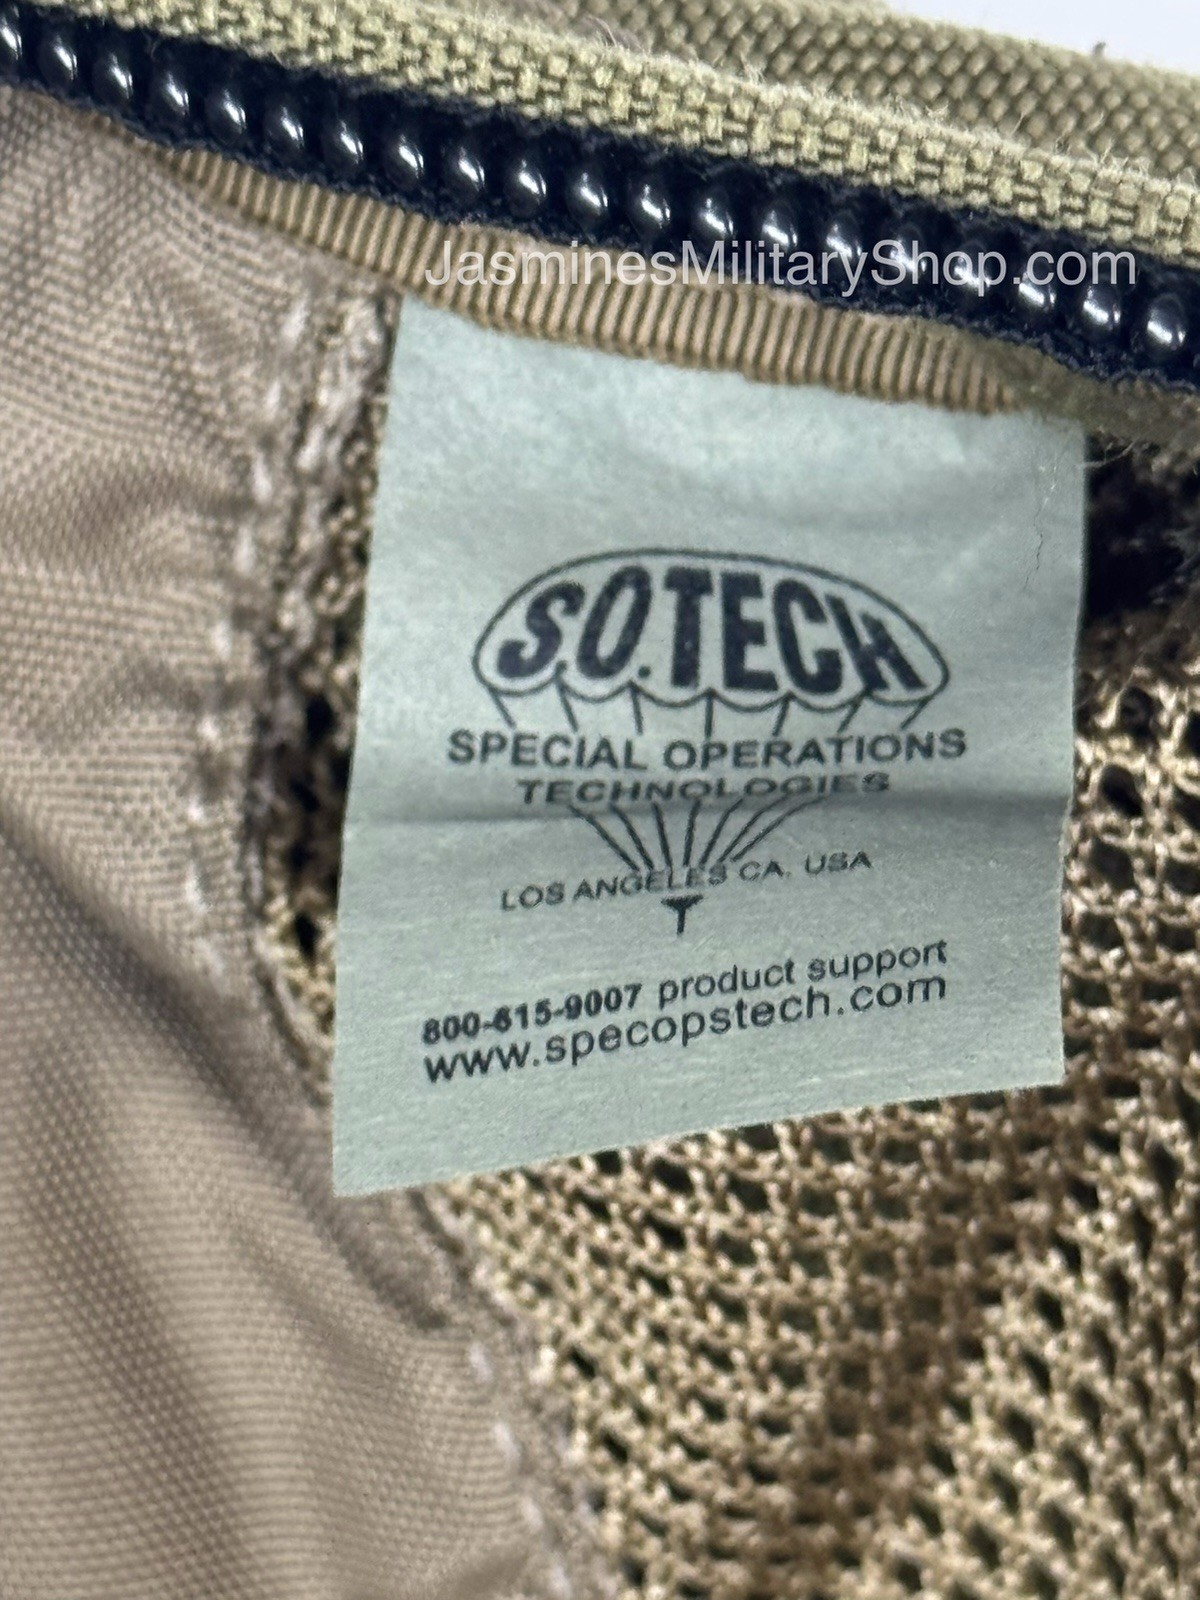 JasminesMilitaryShop.com
S.O.TECH
SPECIAL OPERATIONS
TECHNOLOGIES
LOS ANGELES CA. USA
800-615-9007 product support
www.specopstech.com